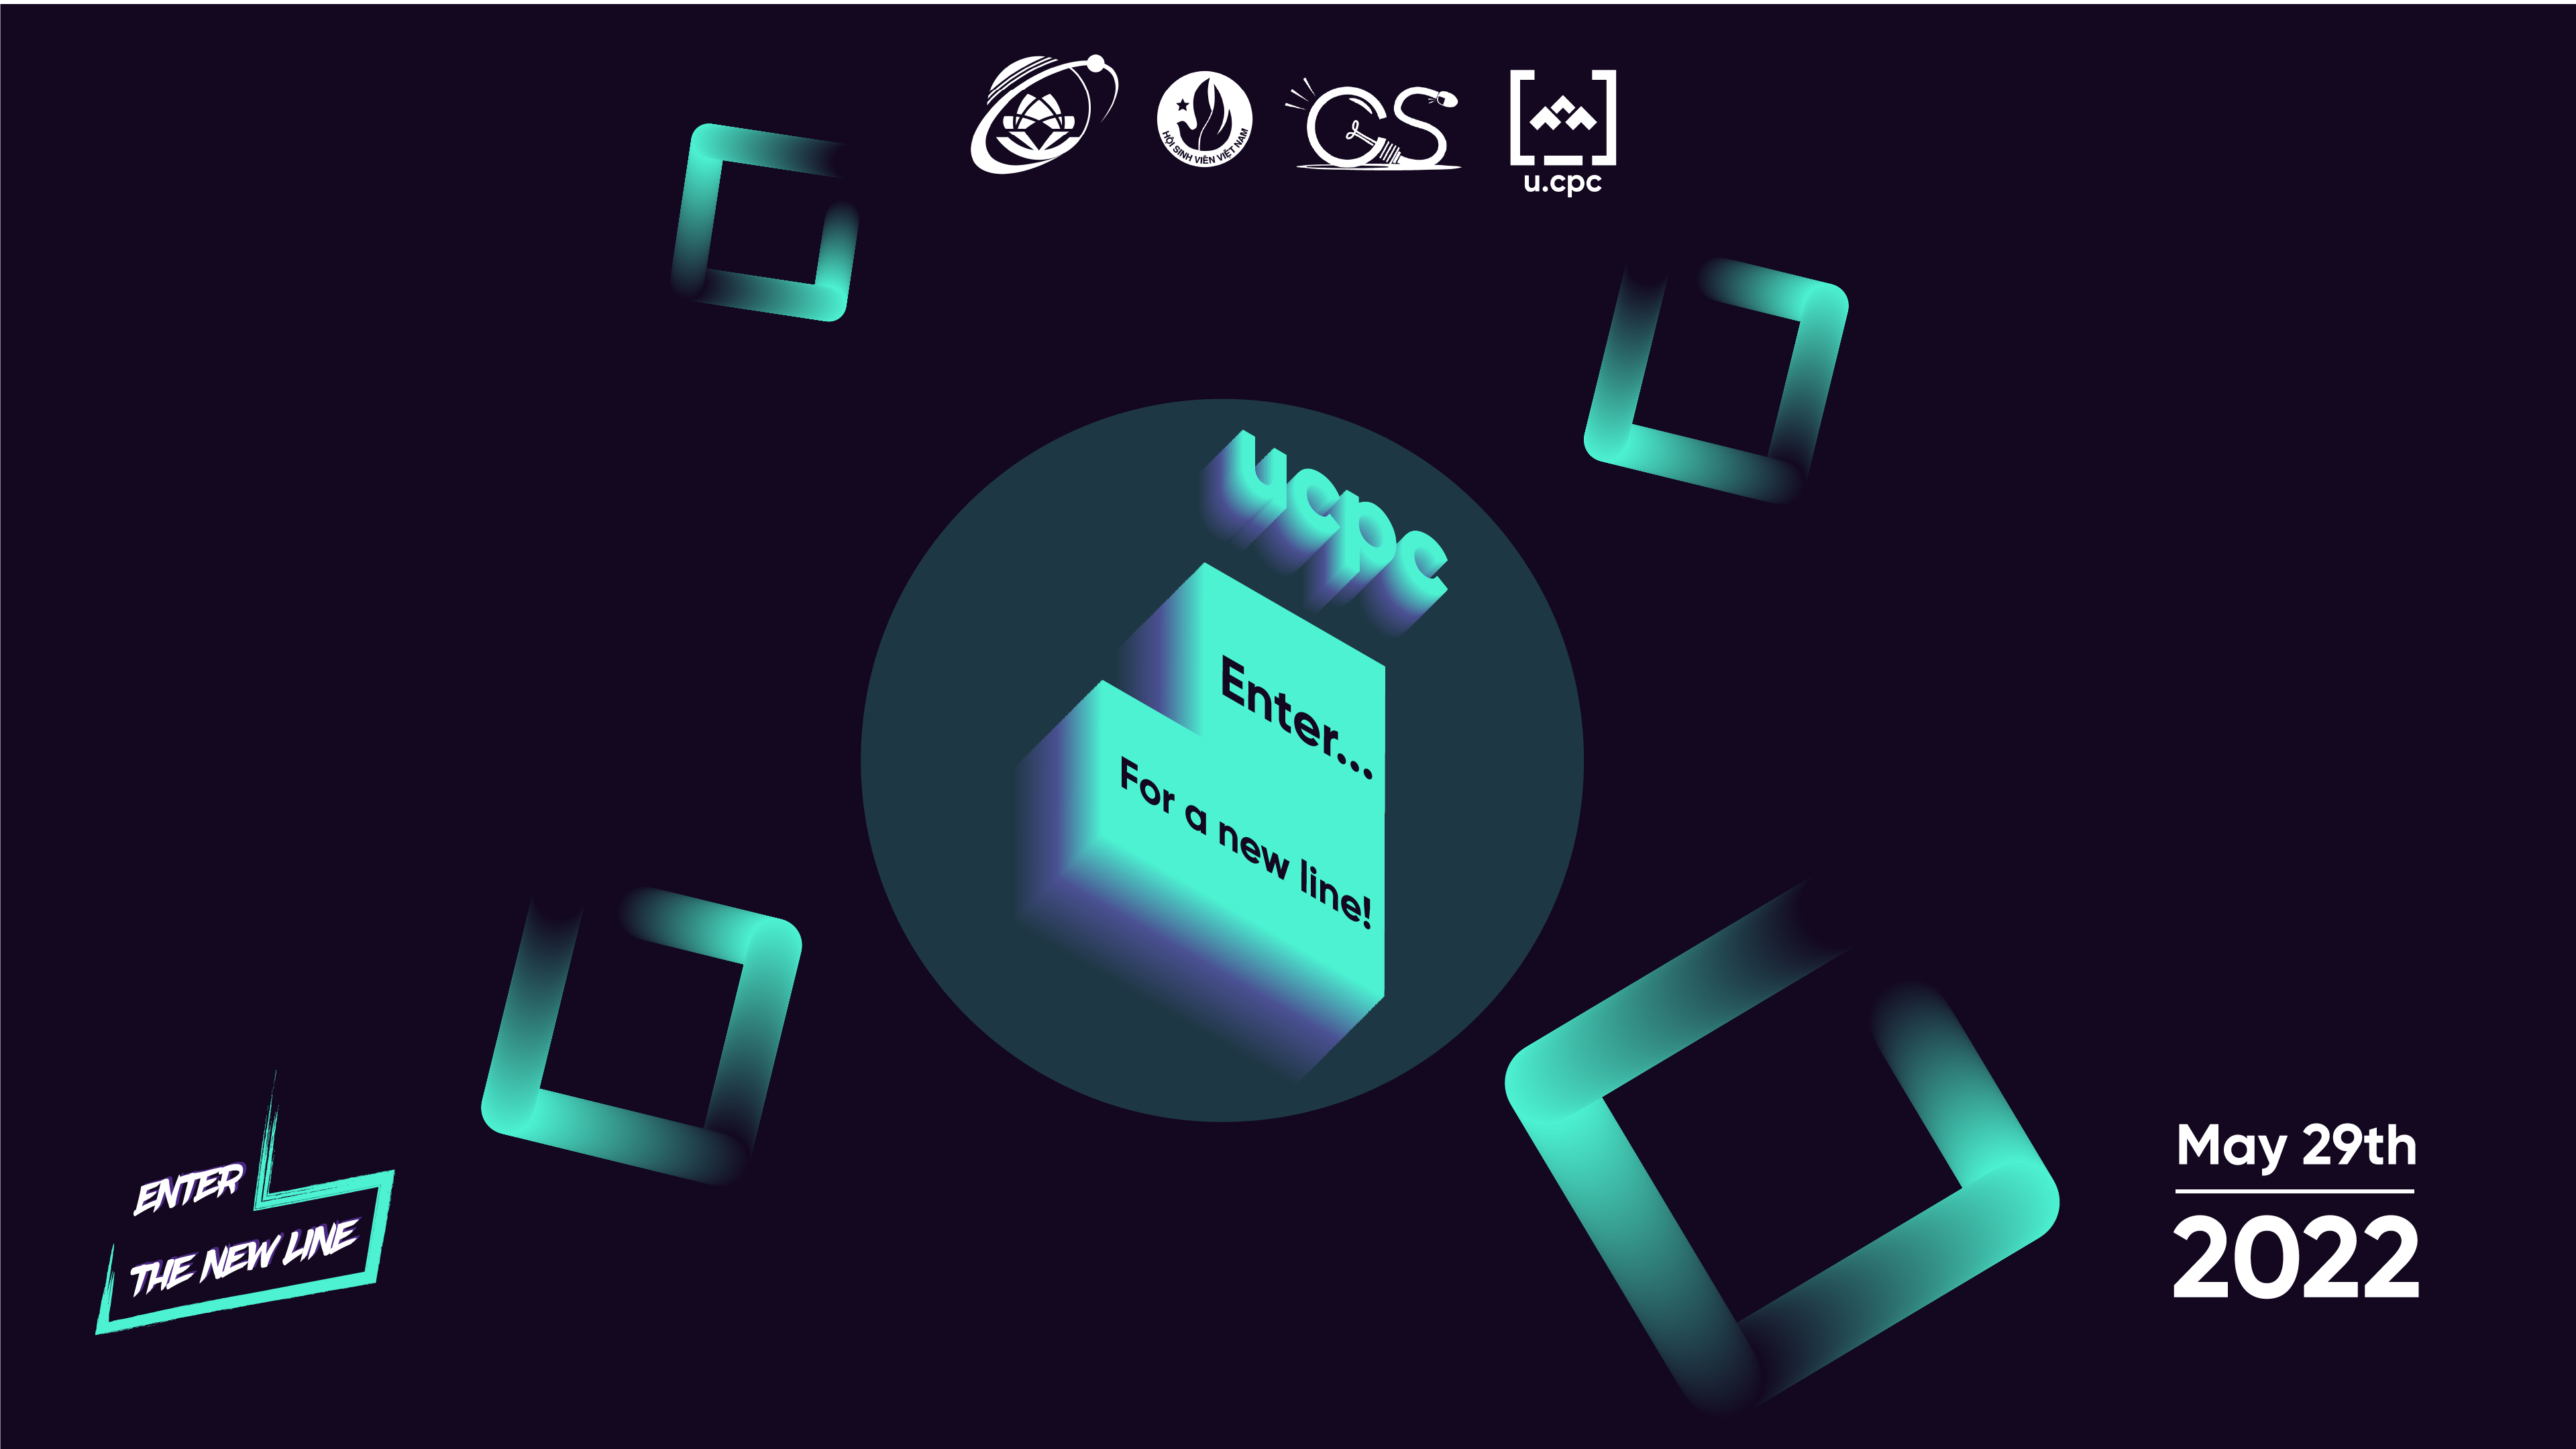 HỘI SINH VIÊN VIỆT NAM
CS
u.cpc
ucpc
Enter...
For a new line!
ENTER
THE NEW LINE
May 29th
2022